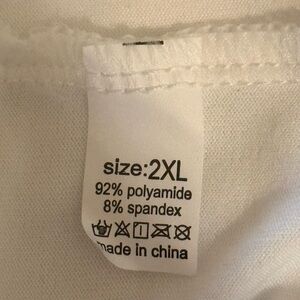 size:2XL
92% polyamide
8% spandex
made in china